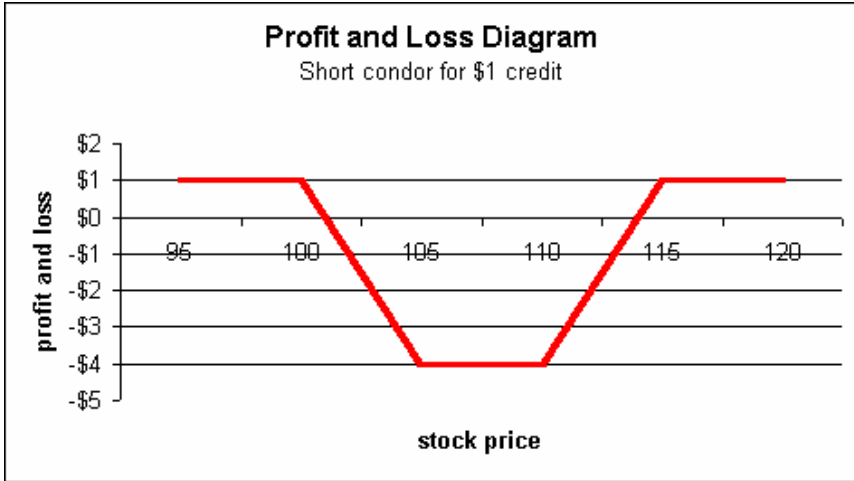 Profit and Loss Diagram
Short condor for $1 credit
$2
$1
$0
-$1
-$2
-$3
-$4
-$5
95 100 105 110 115 120
profit and loss
stock price